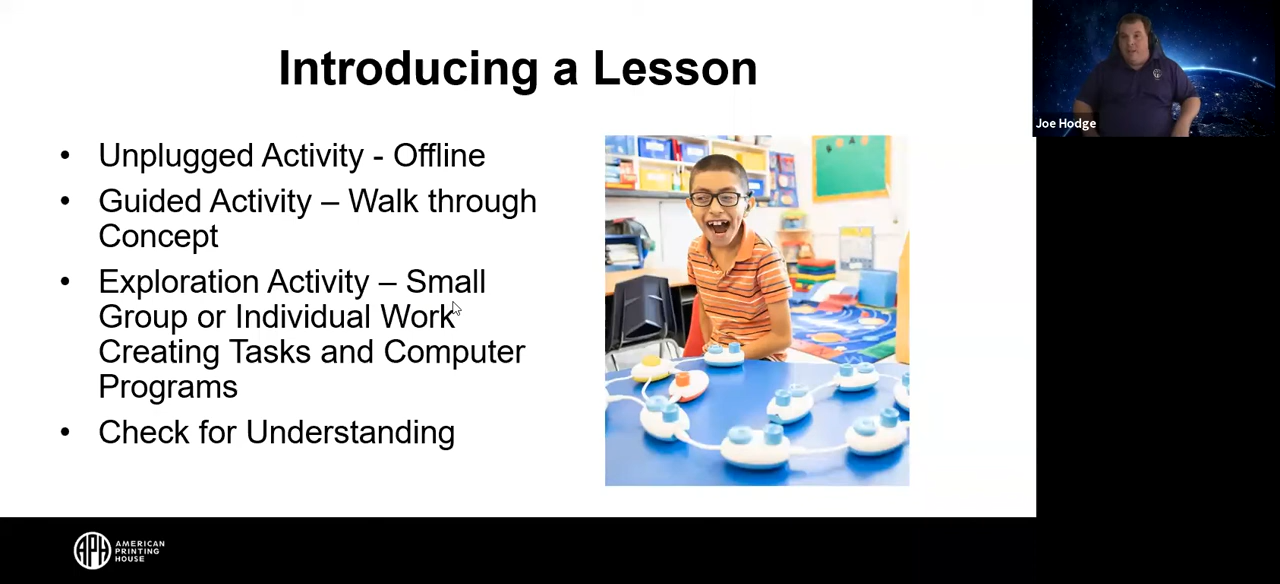 Introducing a Lesson
• Unplugged Activity - Offline
• Guided Activity – Walk through
Concept
• Exploration Activity – Small
Group or Individual Work
Creating Tasks and Computer
Programs
• Check for Understanding
Joe Hodge
APH
AMERICAN
PRINTING
HOUSE